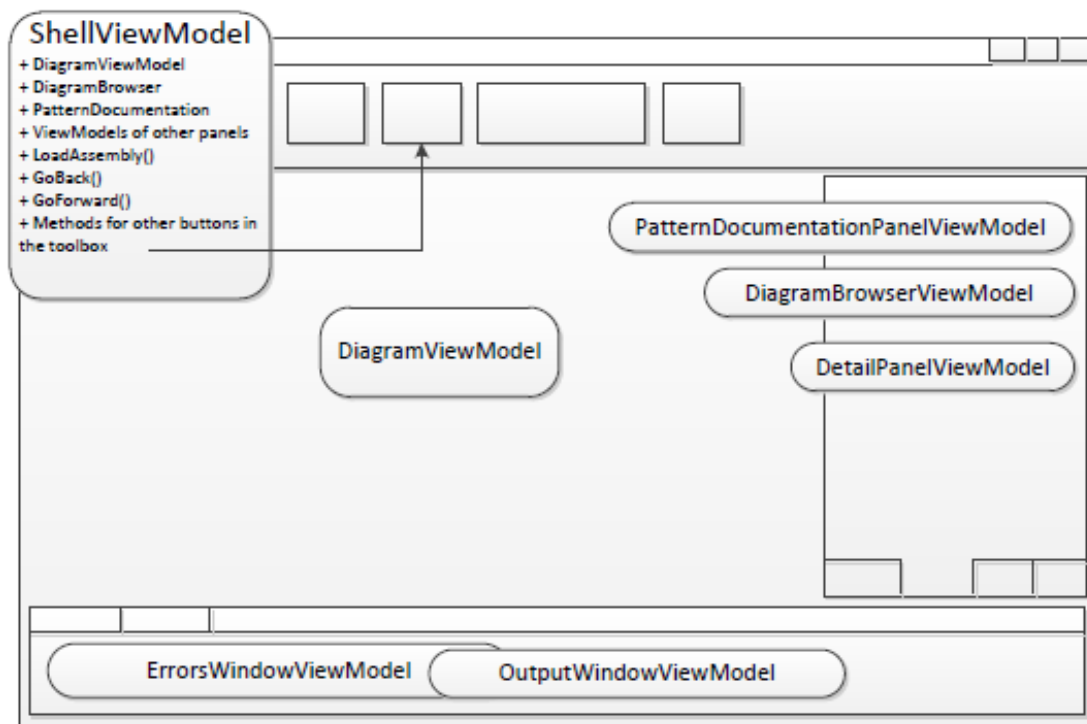 ShellViewModel
+ DiagramViewModel
+ DiagramBrowser
+ PatternDocumentation
+ ViewModels of other panels
+ LoadAssembly()
+ GoBack()
+ GoForward()
+ Methods for other buttons in
the toolbox
PatternDocumentationPanelViewModel
DiagramBrowserViewModel
DiagramViewModel
DetailPanelViewModel
ErrorsWindowViewModel
OutputWindowViewModel